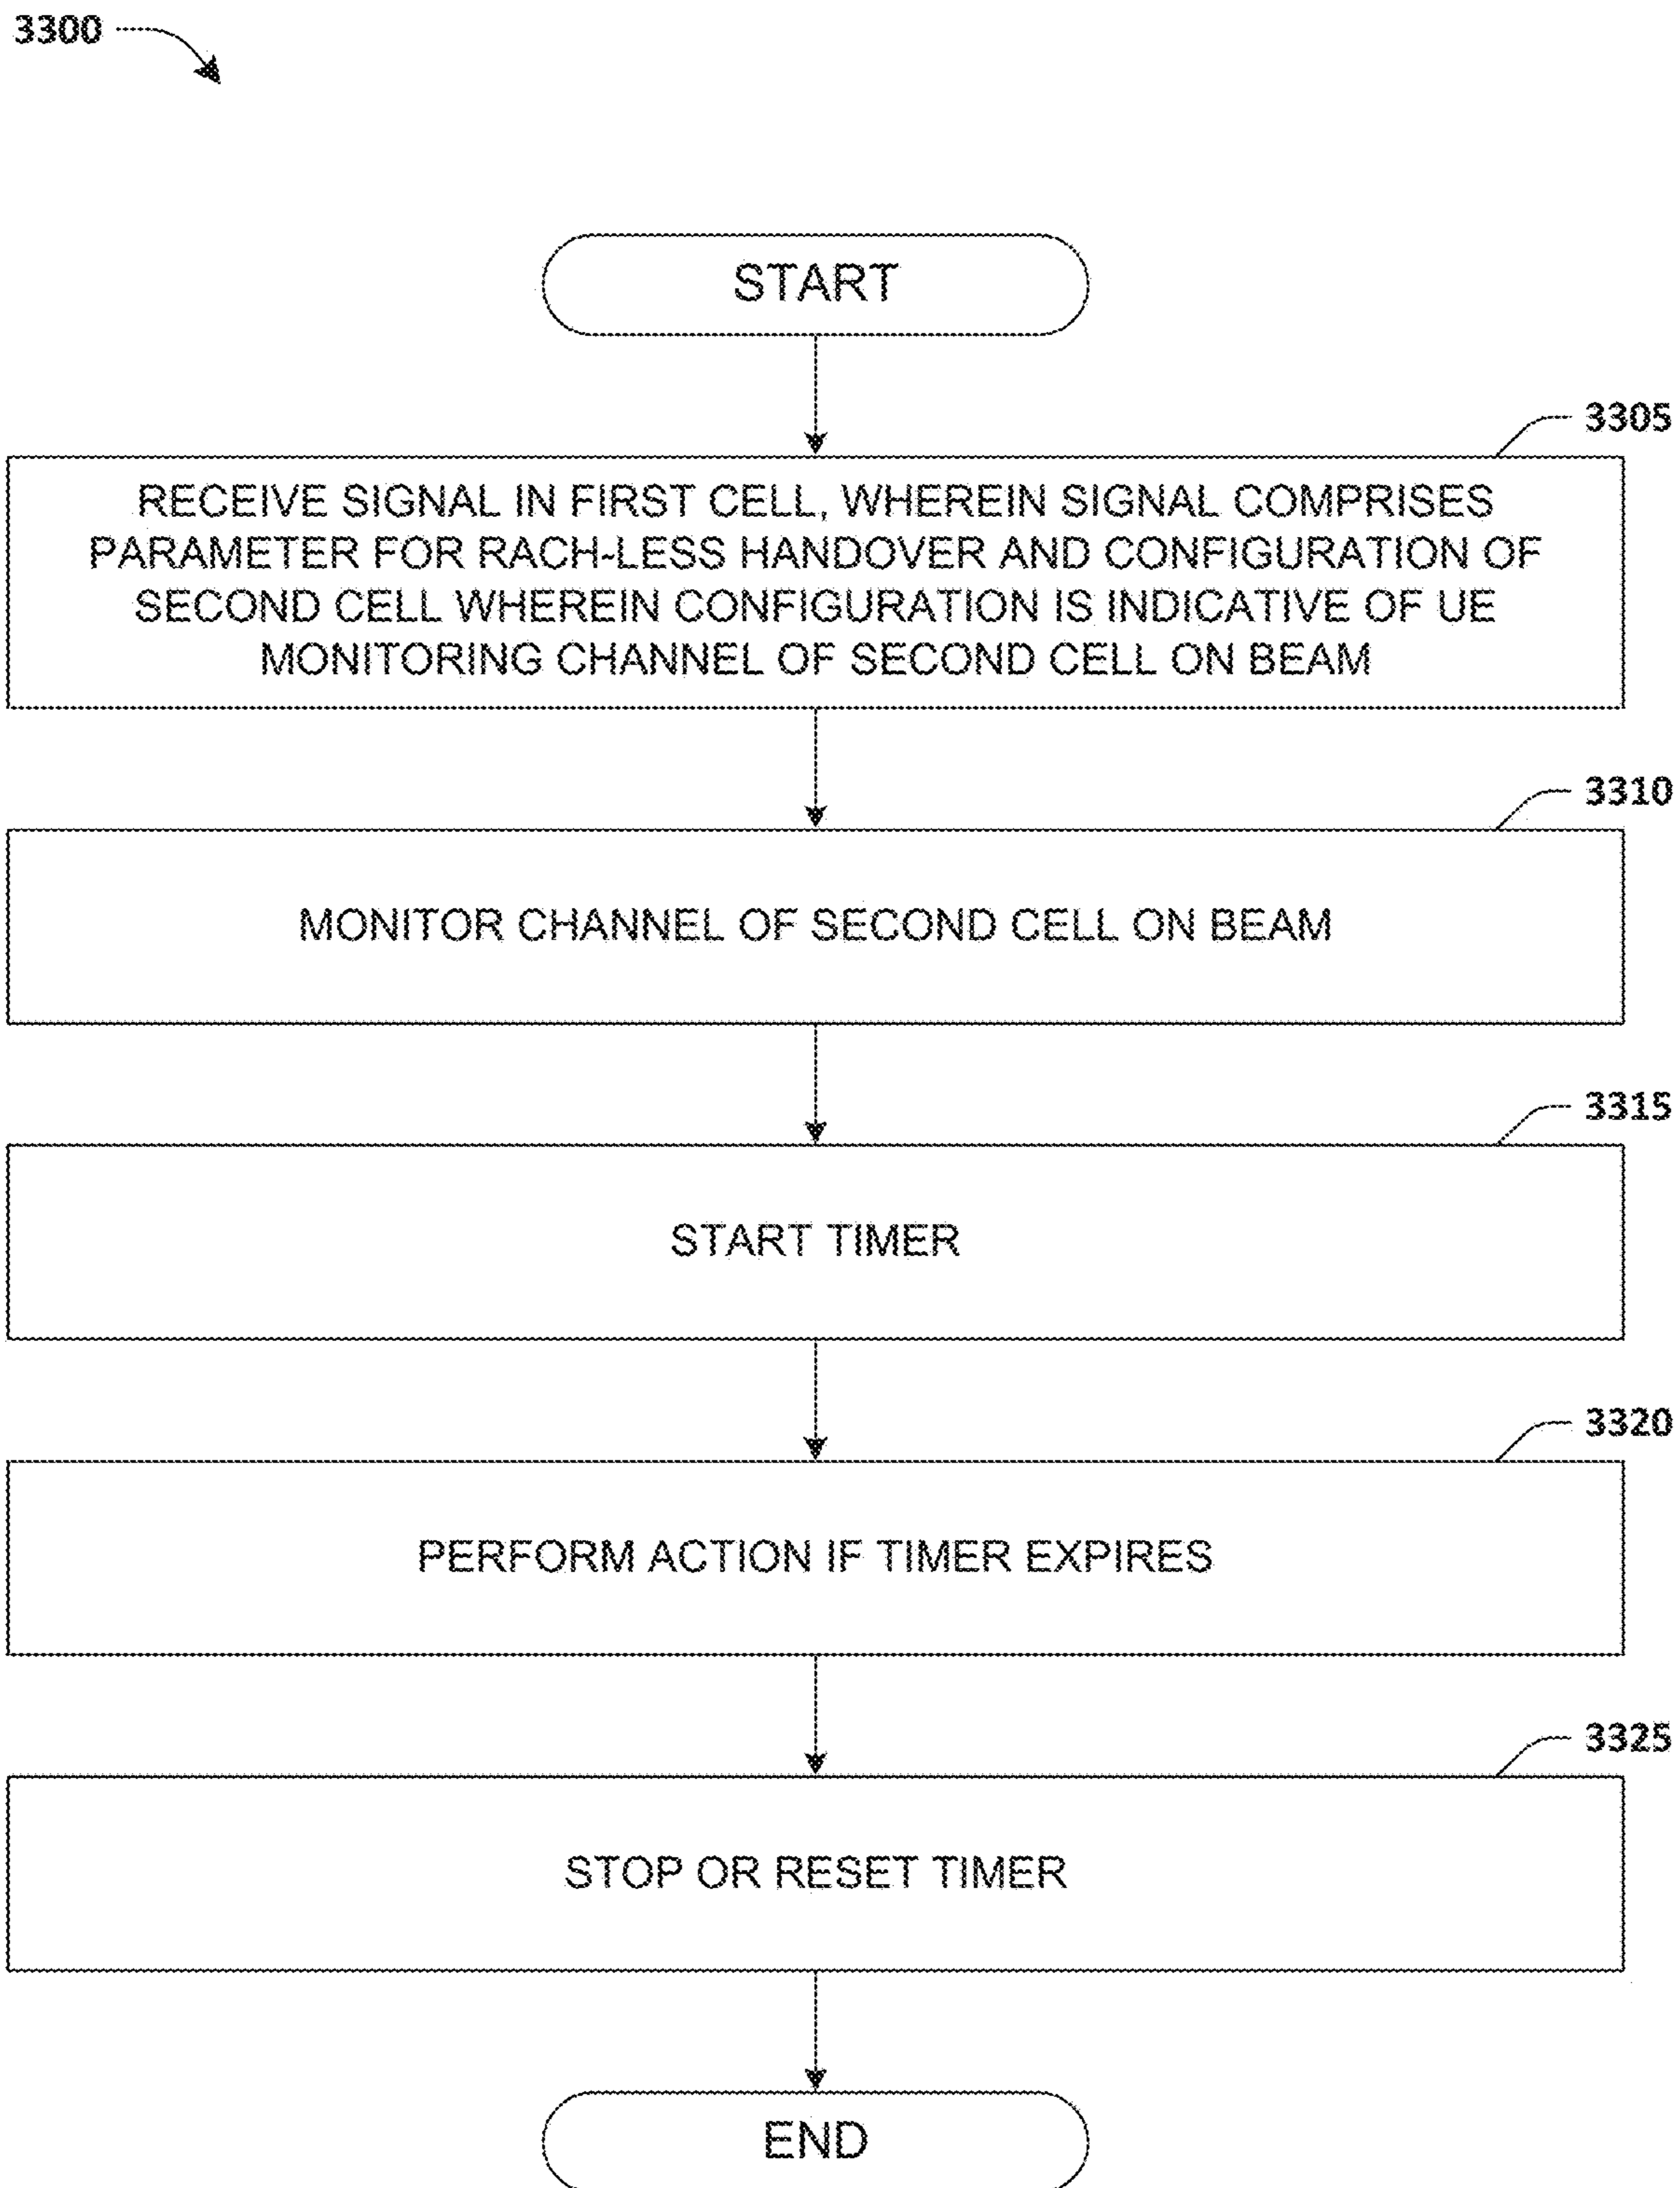 3300
START
3305
RECEIVE SIGNAL IN FIRST CELL, WHEREIN SIGNAL COMPRISES
PARAMETER FOR RACH-LESS HANDOVER AND CONFIGURATION OF
SECOND CELL WHEREIN CONFIGURATION IS INDICATIVE OF UE
MONITORING CHANNEL OF SECOND CELL ON BEAM
3310
MONITOR CHANNEL OF SECOND CELL ON BEAM
3315
START TIMER
3320
PERFORM ACTION IF TIMER EXPIRES
3325
STOP OR RESET TIMER
END